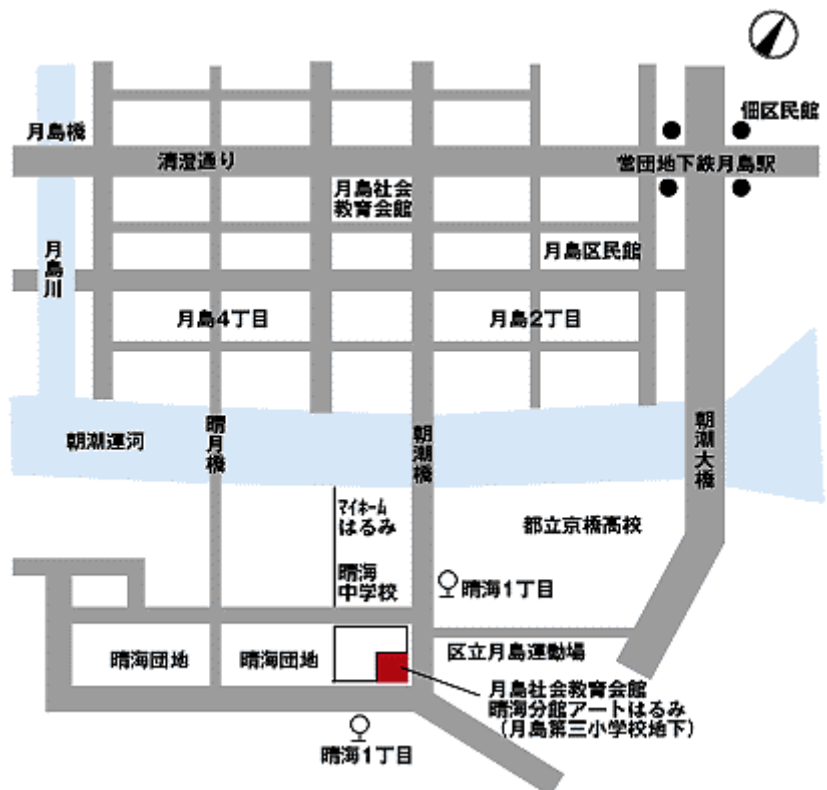 佃区民館
月島橋
清澄通り
営団地下鉄月島駅
月島社会
教育会館
月島川
月島区民館
月島4丁目
月島2丁目
朝潮運河
晴月橋
朝潮橋
朝潮大橋
マイホーム
はるみ
都立京橋高校
晴海
中学校
晴海1丁目
晴海団地
晴海団地
区立月島運動場
月島社会教育会館
晴海分館アートはるみ
（月島第三小学校地下）
晴海1丁目